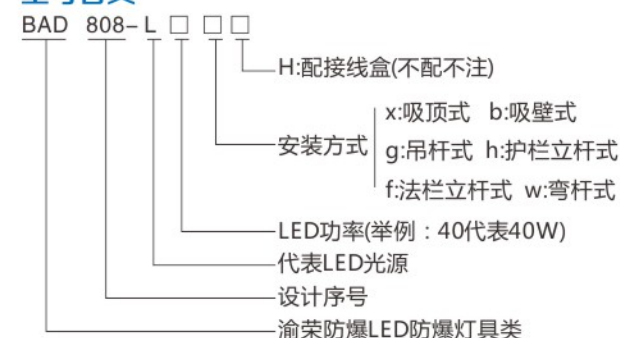 BAD 808-L□ □□
H:配接线盒(不配不注)
x:吸顶式 b:吸壁式
安装方式
g:吊杆式 h:护栏立杆式
f:法栏立杆式 w:弯杆式
LED功率(举例：40代表40W)
代表LED光源
设计序号
渝荣防爆LED防爆灯具类